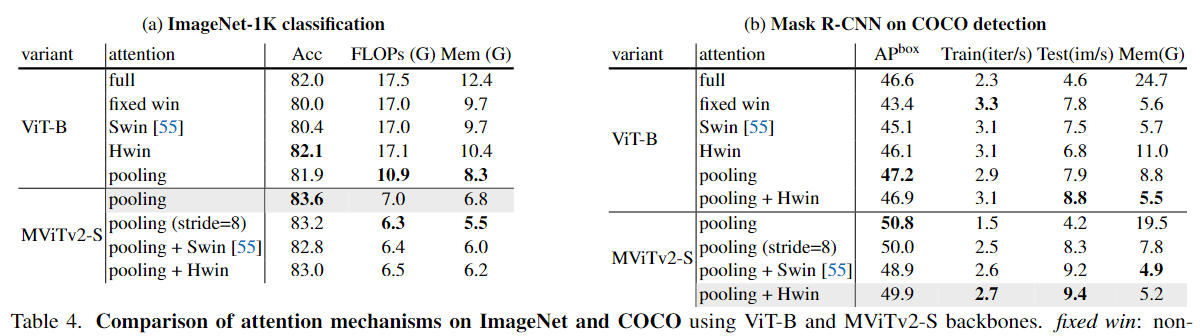 (a) ImageNet-1K classification
variant attention Acc FLOPs (G) Mem (G)
ViT-B
full 82.0 17.5 12.4
fixed win 80.0 17.0 9.7
Swin [55] 80.4 17.0 9.7
Hwin 82.1 17.1 10.4
pooling 81.9 10.9 8.3
MViTv2-S
pooling 83.6 7.0 6.8
pooling (stride=8) 83.2 6.3 5.5
pooling + Swin [55] 82.8 6.4 6.0
pooling + Hwin 83.0 6.5 6.2
(b) Mask R-CNN on COCO detection
variant attention APbox Train(iter/s) Test(im/s) Mem(G)
ViT-B
full 46.6 2.3 4.6 24.7
fixed win 43.4 3.3 7.8 5.6
Swin [55] 45.1 3.1 7.5 5.7
Hwin 46.1 3.1 6.8 11.0
pooling 47.2 2.9 7.9 8.8
pooling + Hwin 46.9 3.1 8.8 5.5
MViTv2-S
pooling 50.8 1.5 4.2 19.5
pooling (stride=8) 50.0 2.5 8.3 7.8
pooling + Swin [55] 48.9 2.6 9.2 4.9
pooling + Hwin 49.9 2.7 9.4 5.2
Table 4. Comparison of attention mechanisms on ImageNet and COCO using ViT-B and MViTv2-S backbones. fixed win: non-